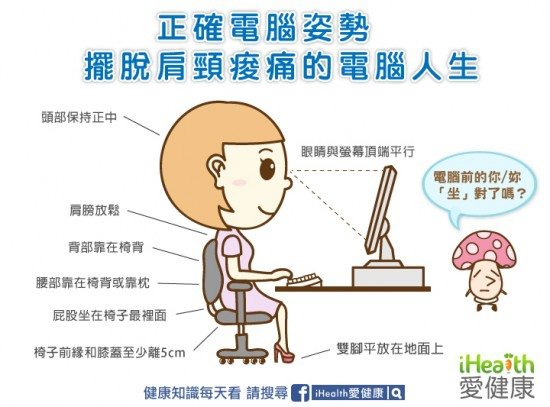 正確電腦姿勢
擺脫肩頸痠痛的電腦人生
頭部保持正中
眼睛與螢幕頂端平行
電腦前的你/妳
「坐」對了嗎？
肩膀放鬆
背部靠在椅背
腰部靠在椅背或靠枕
屁股坐在椅子最裡面
椅子前緣和膝蓋至少離5cm
雙腳平放在地面上
iHealth
愛健康
健康知識每天看 請搜尋 f iHealth愛健康